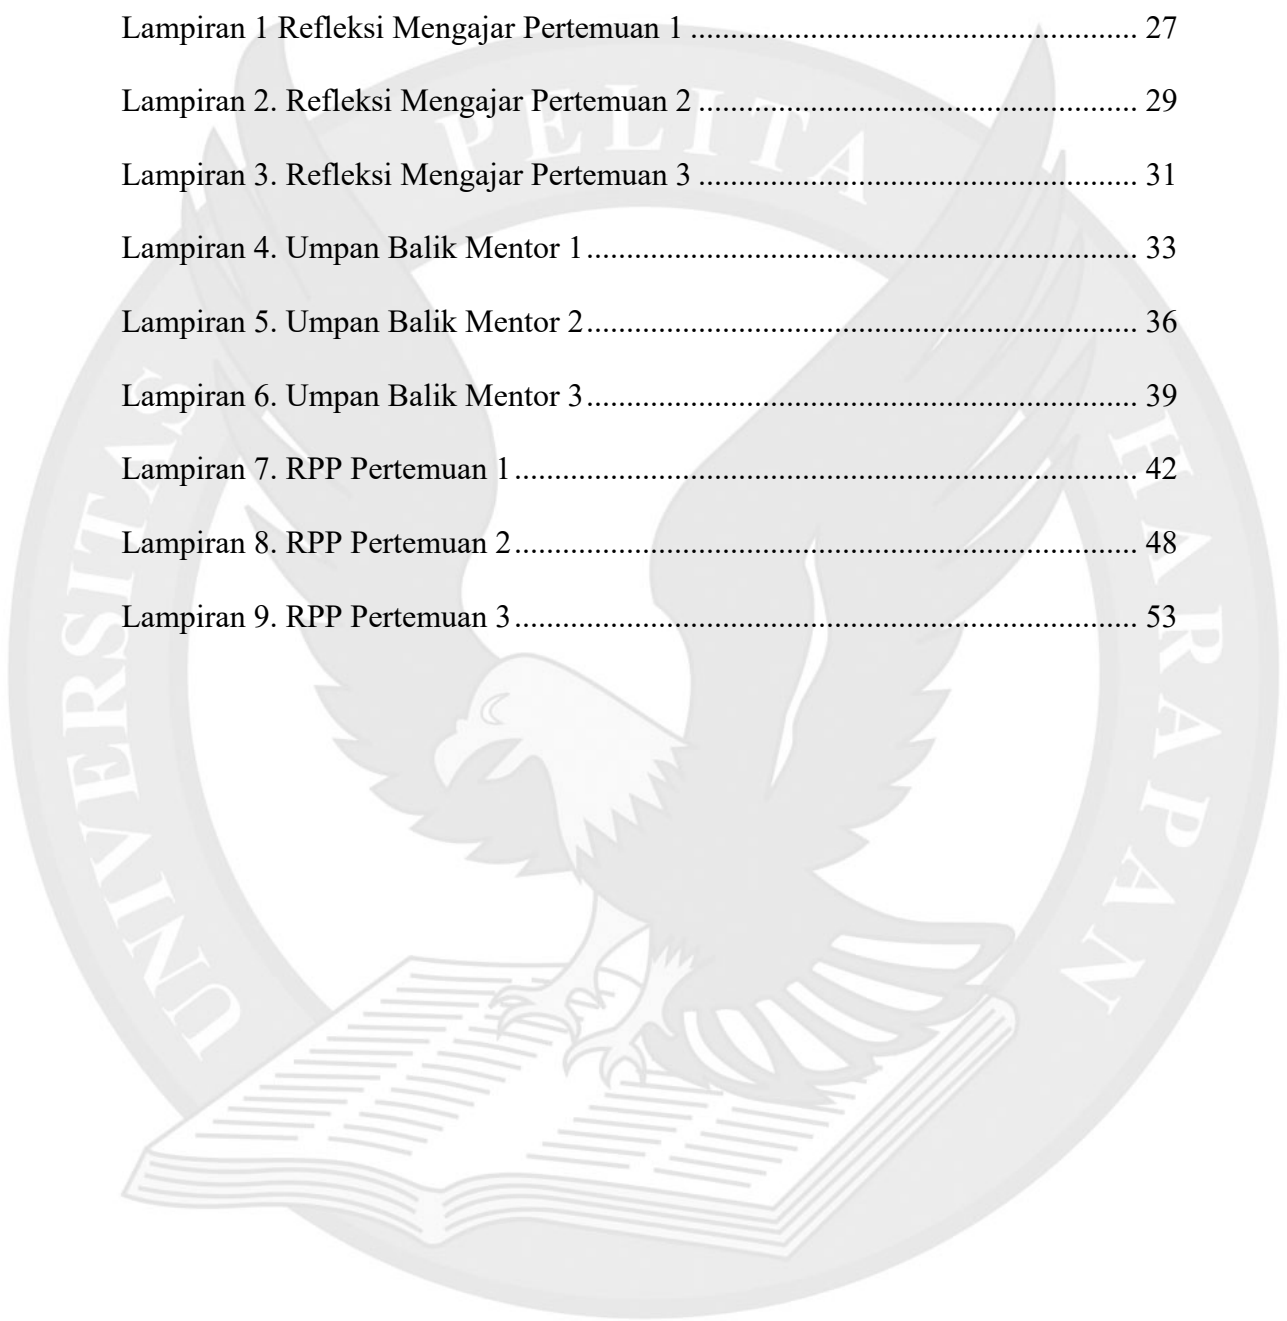 Lampiran 1 Refleksi Mengajar Pertemuan 1 .................................................... 27
Lampiran 2. Refleksi Mengajar Pertemuan 2 .................................................... 29
Lampiran 3. Refleksi Mengajar Pertemuan 3 .................................................... 31
Lampiran 4. Umpan Balik Mentor 1 .................................................... 33
Lampiran 5. Umpan Balik Mentor 2 .................................................... 36
Lampiran 6. Umpan Balik Mentor 3 .................................................... 39
Lampiran 7. RPP Pertemuan 1 .................................................... 42
Lampiran 8. RPP Pertemuan 2 .................................................... 48
Lampiran 9. RPP Pertemuan 3 .................................................... 53
UNIVERSITAS PELITA HARAPAN